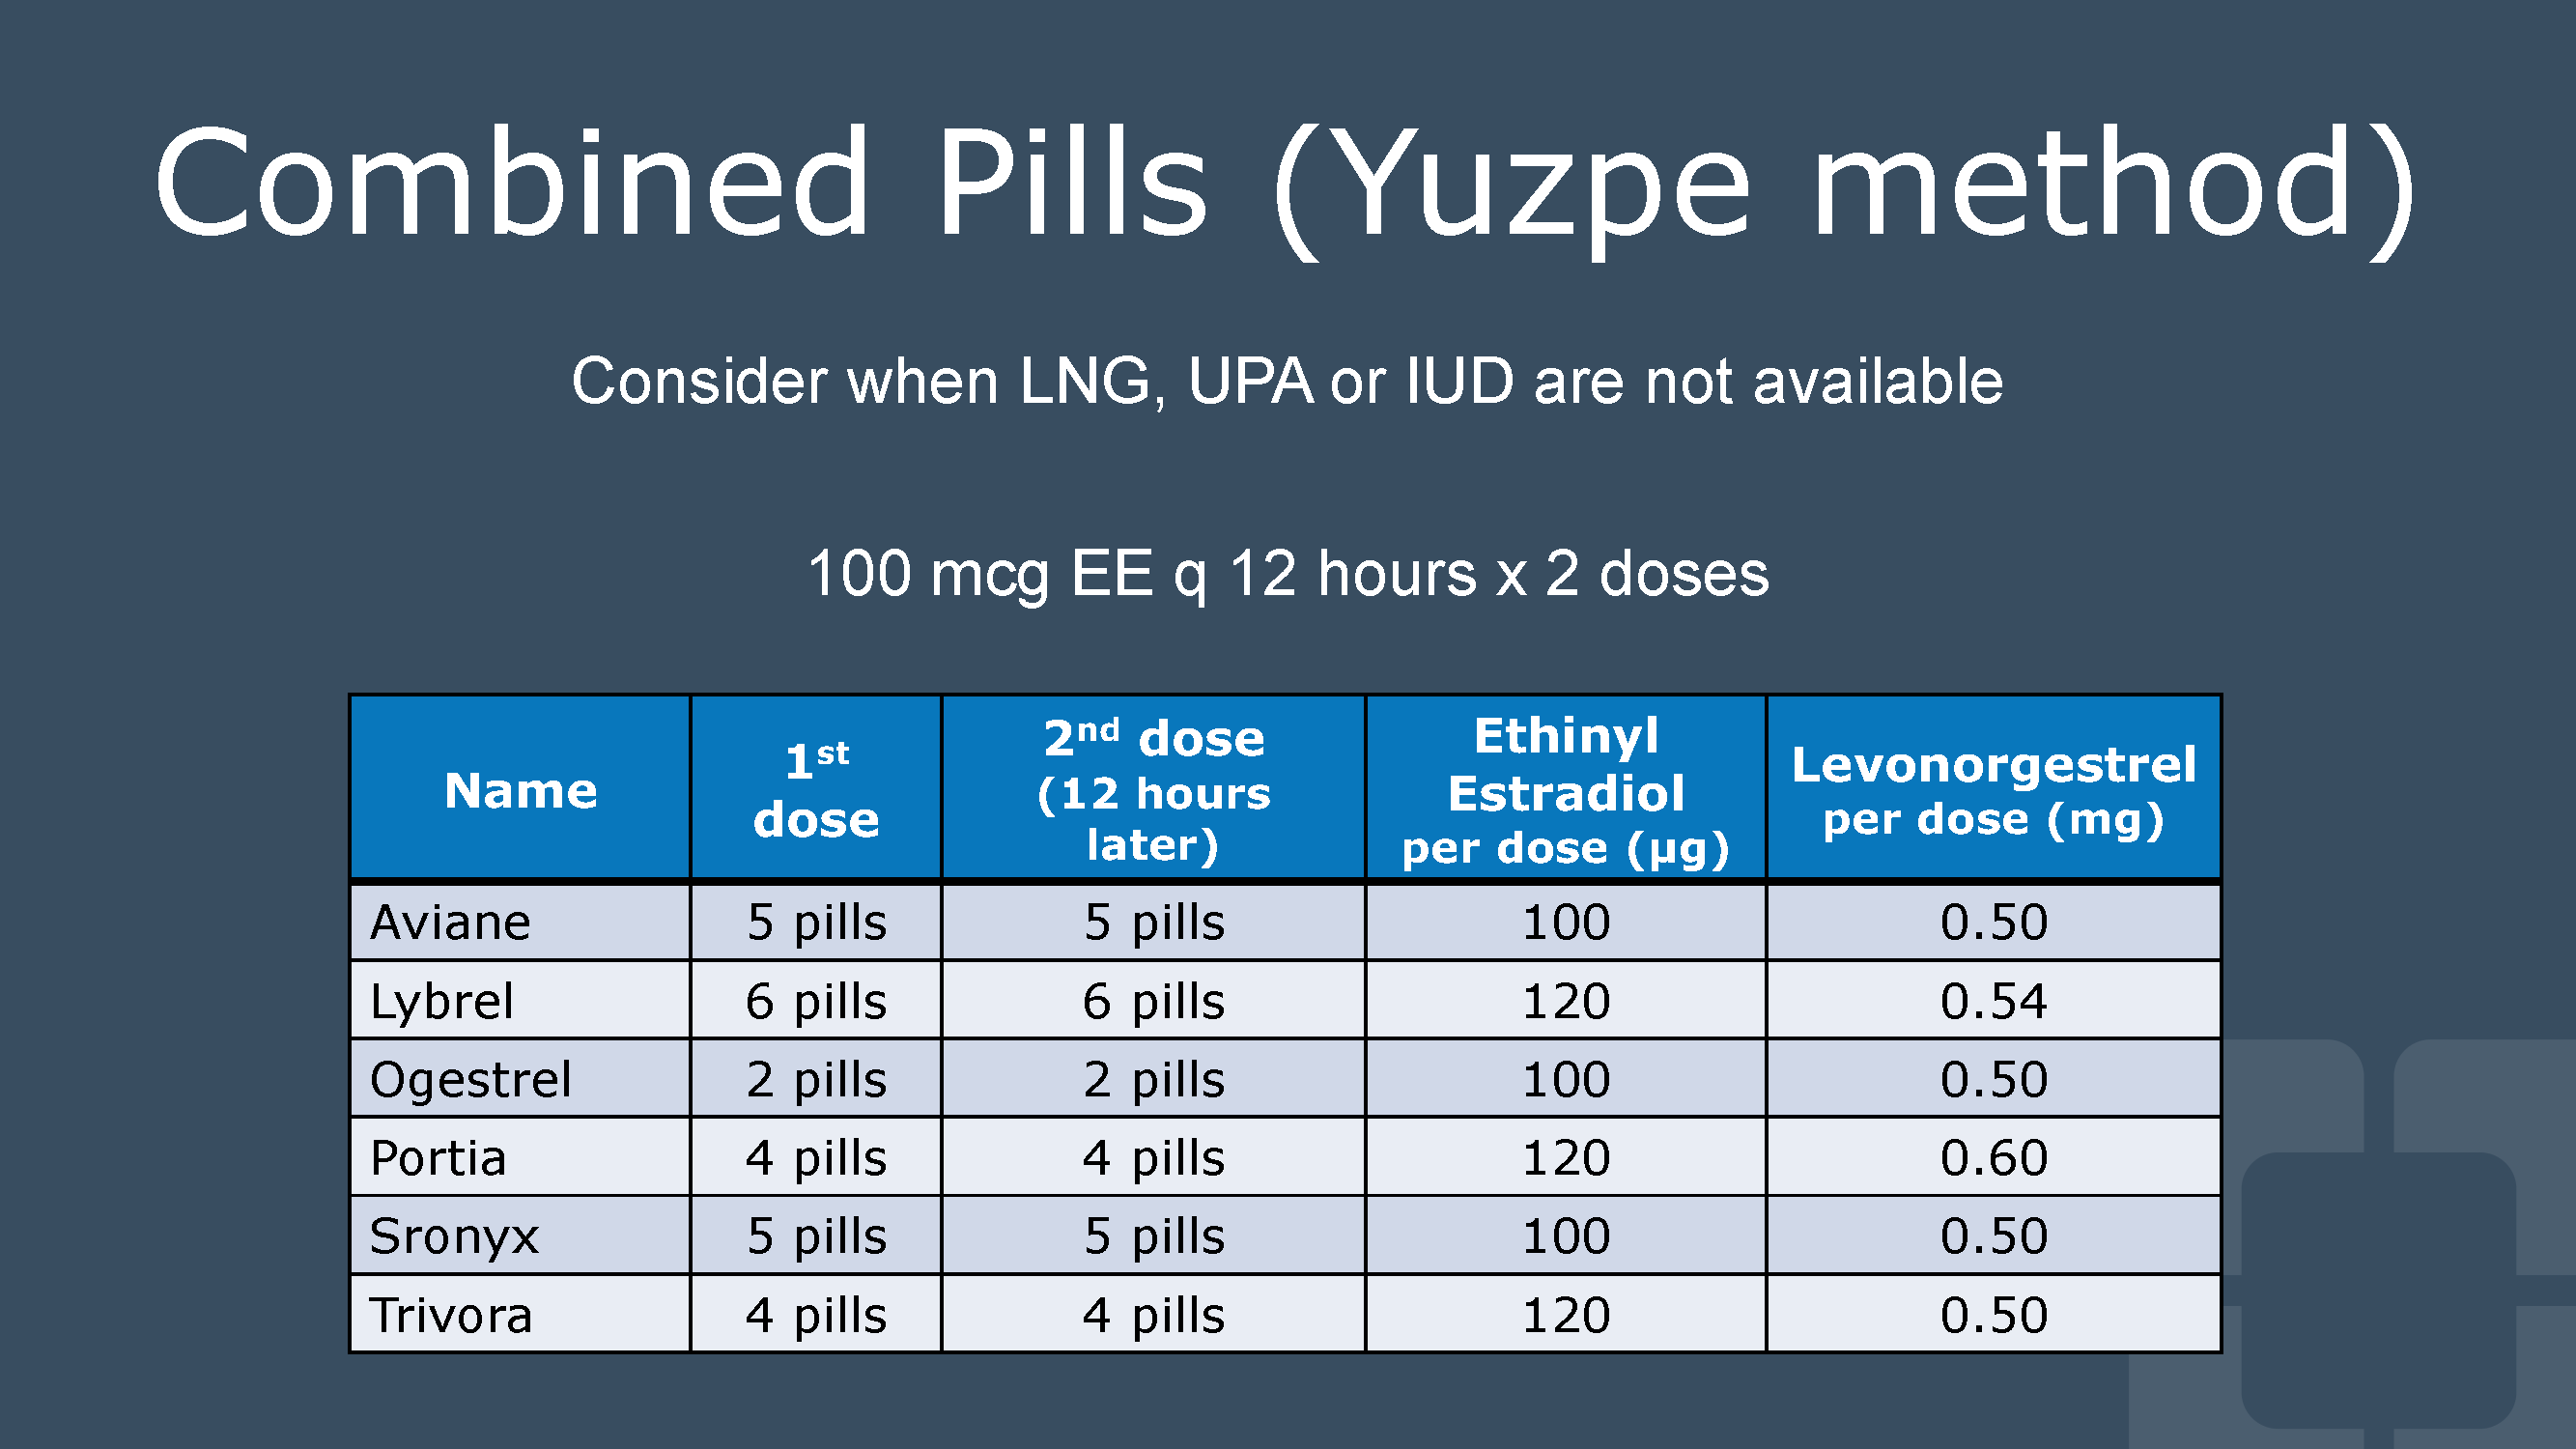 Combined Pills (Yuzpe method)
Consider when LNG, UPA or IUD are not available
100 mcg EE q 12 hours x 2 doses
Name
1st
dose
2nd dose
(12 hours
later)
Ethinyl
Estradiol
per dose (µg)
Levonorgestrel
per dose (mg)
Aviane 5 pills 5 pills 100 0.50
Lybrel 6 pills 6 pills 120 0.54
Ogestrel 2 pills 2 pills 100 0.50
Portia 4 pills 4 pills 120 0.60
Sronyx 5 pills 5 pills 100 0.50
Trivora 4 pills 4 pills 120 0.50